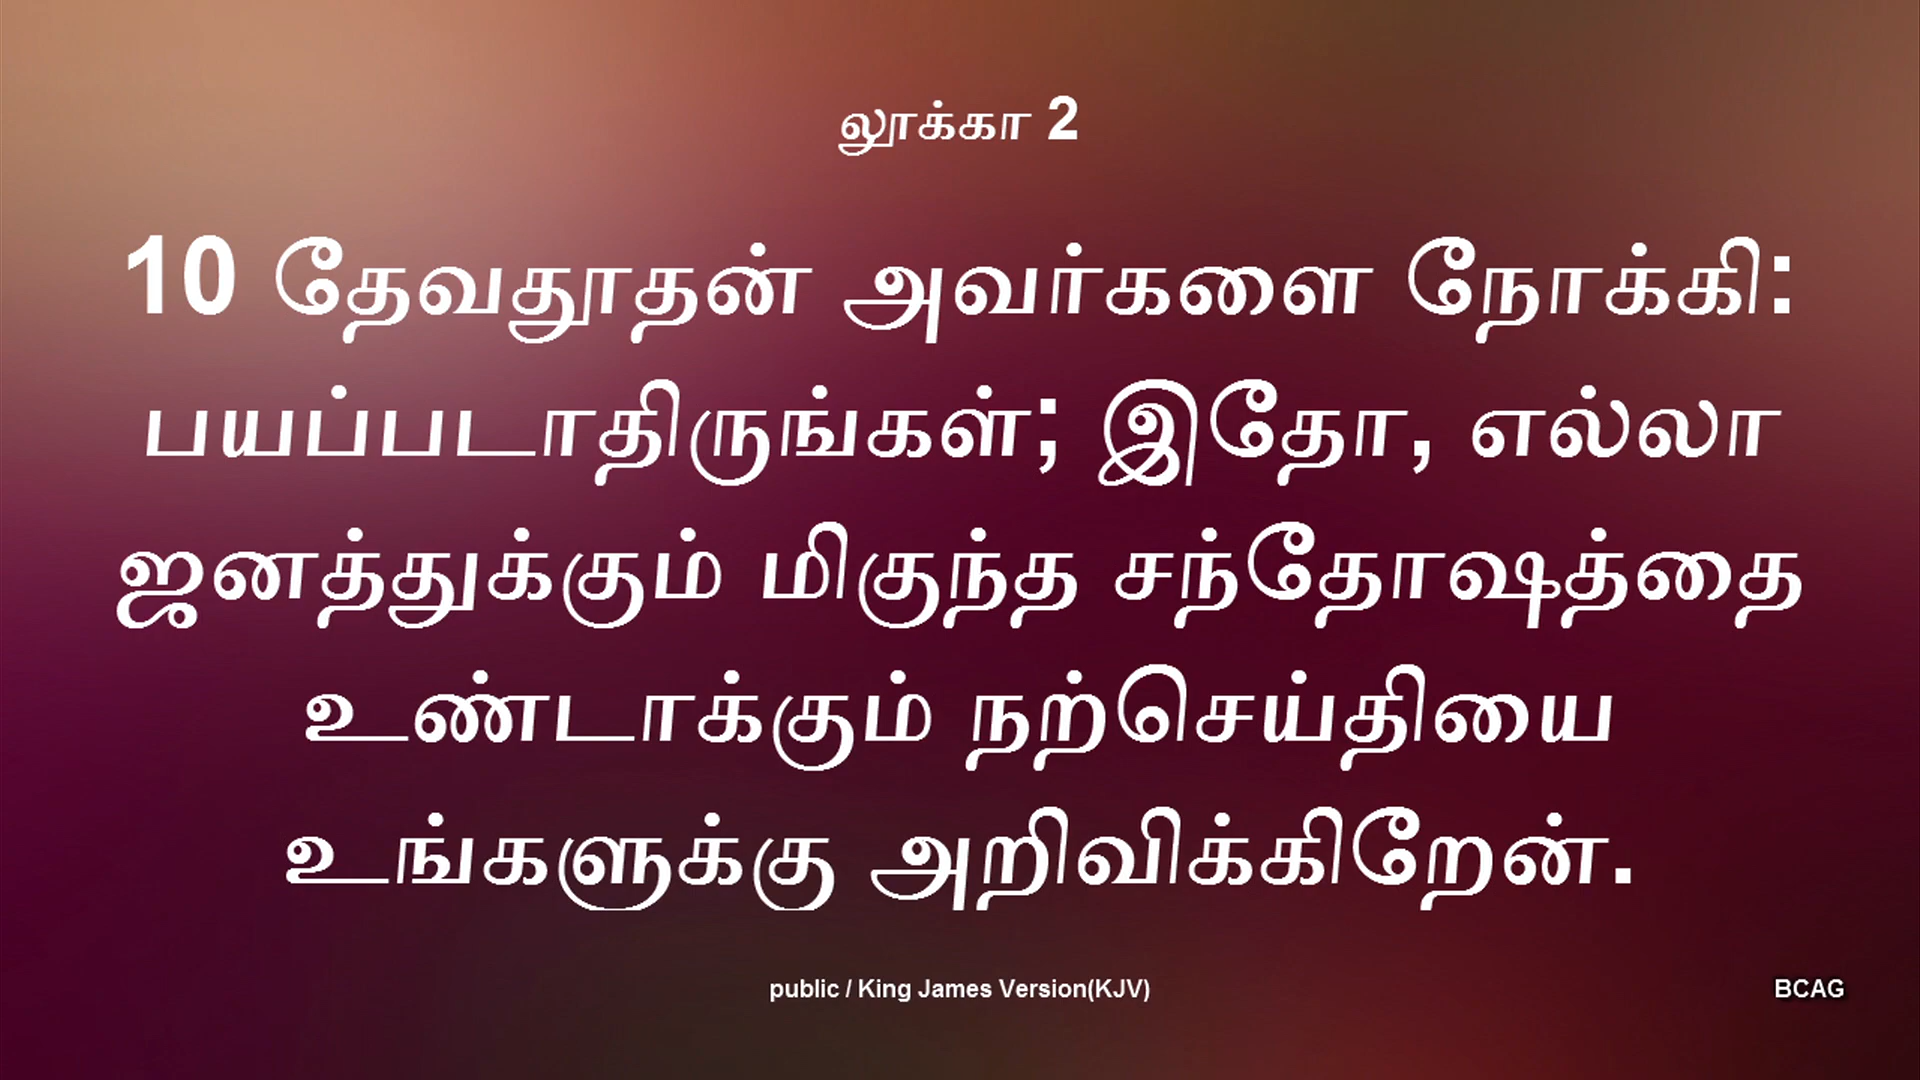 லூக்கா 2
10 தேவதூதன் அவர்களை நோக்கி:
பயப்படாதிருங்கள்; இதோ, எல்லா
ஜனத்துக்கும் மிகுந்த சந்தோஷத்தை
உண்டாக்கும் நற்செய்தியை
உங்களுக்கு அறிவிக்கிறேன்.
public / King James Version(KJV)
BCAG